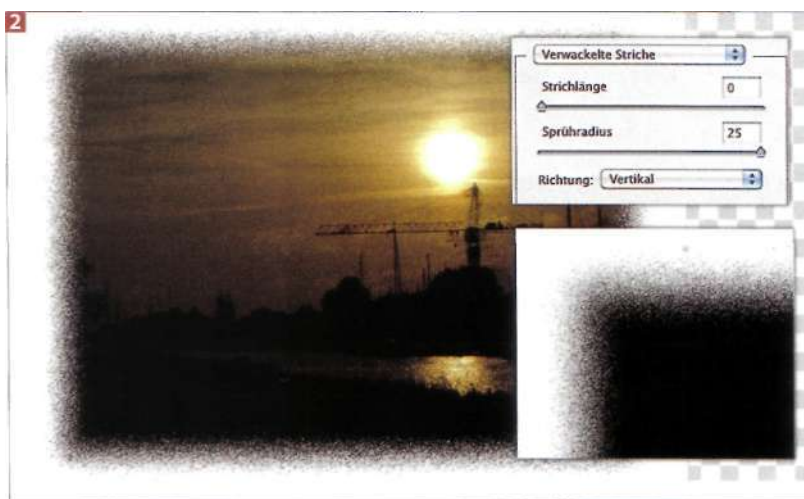 2
Verwackelte Striche
Strichlänge 0
Sprühradius 25
Richtung: Vertikal